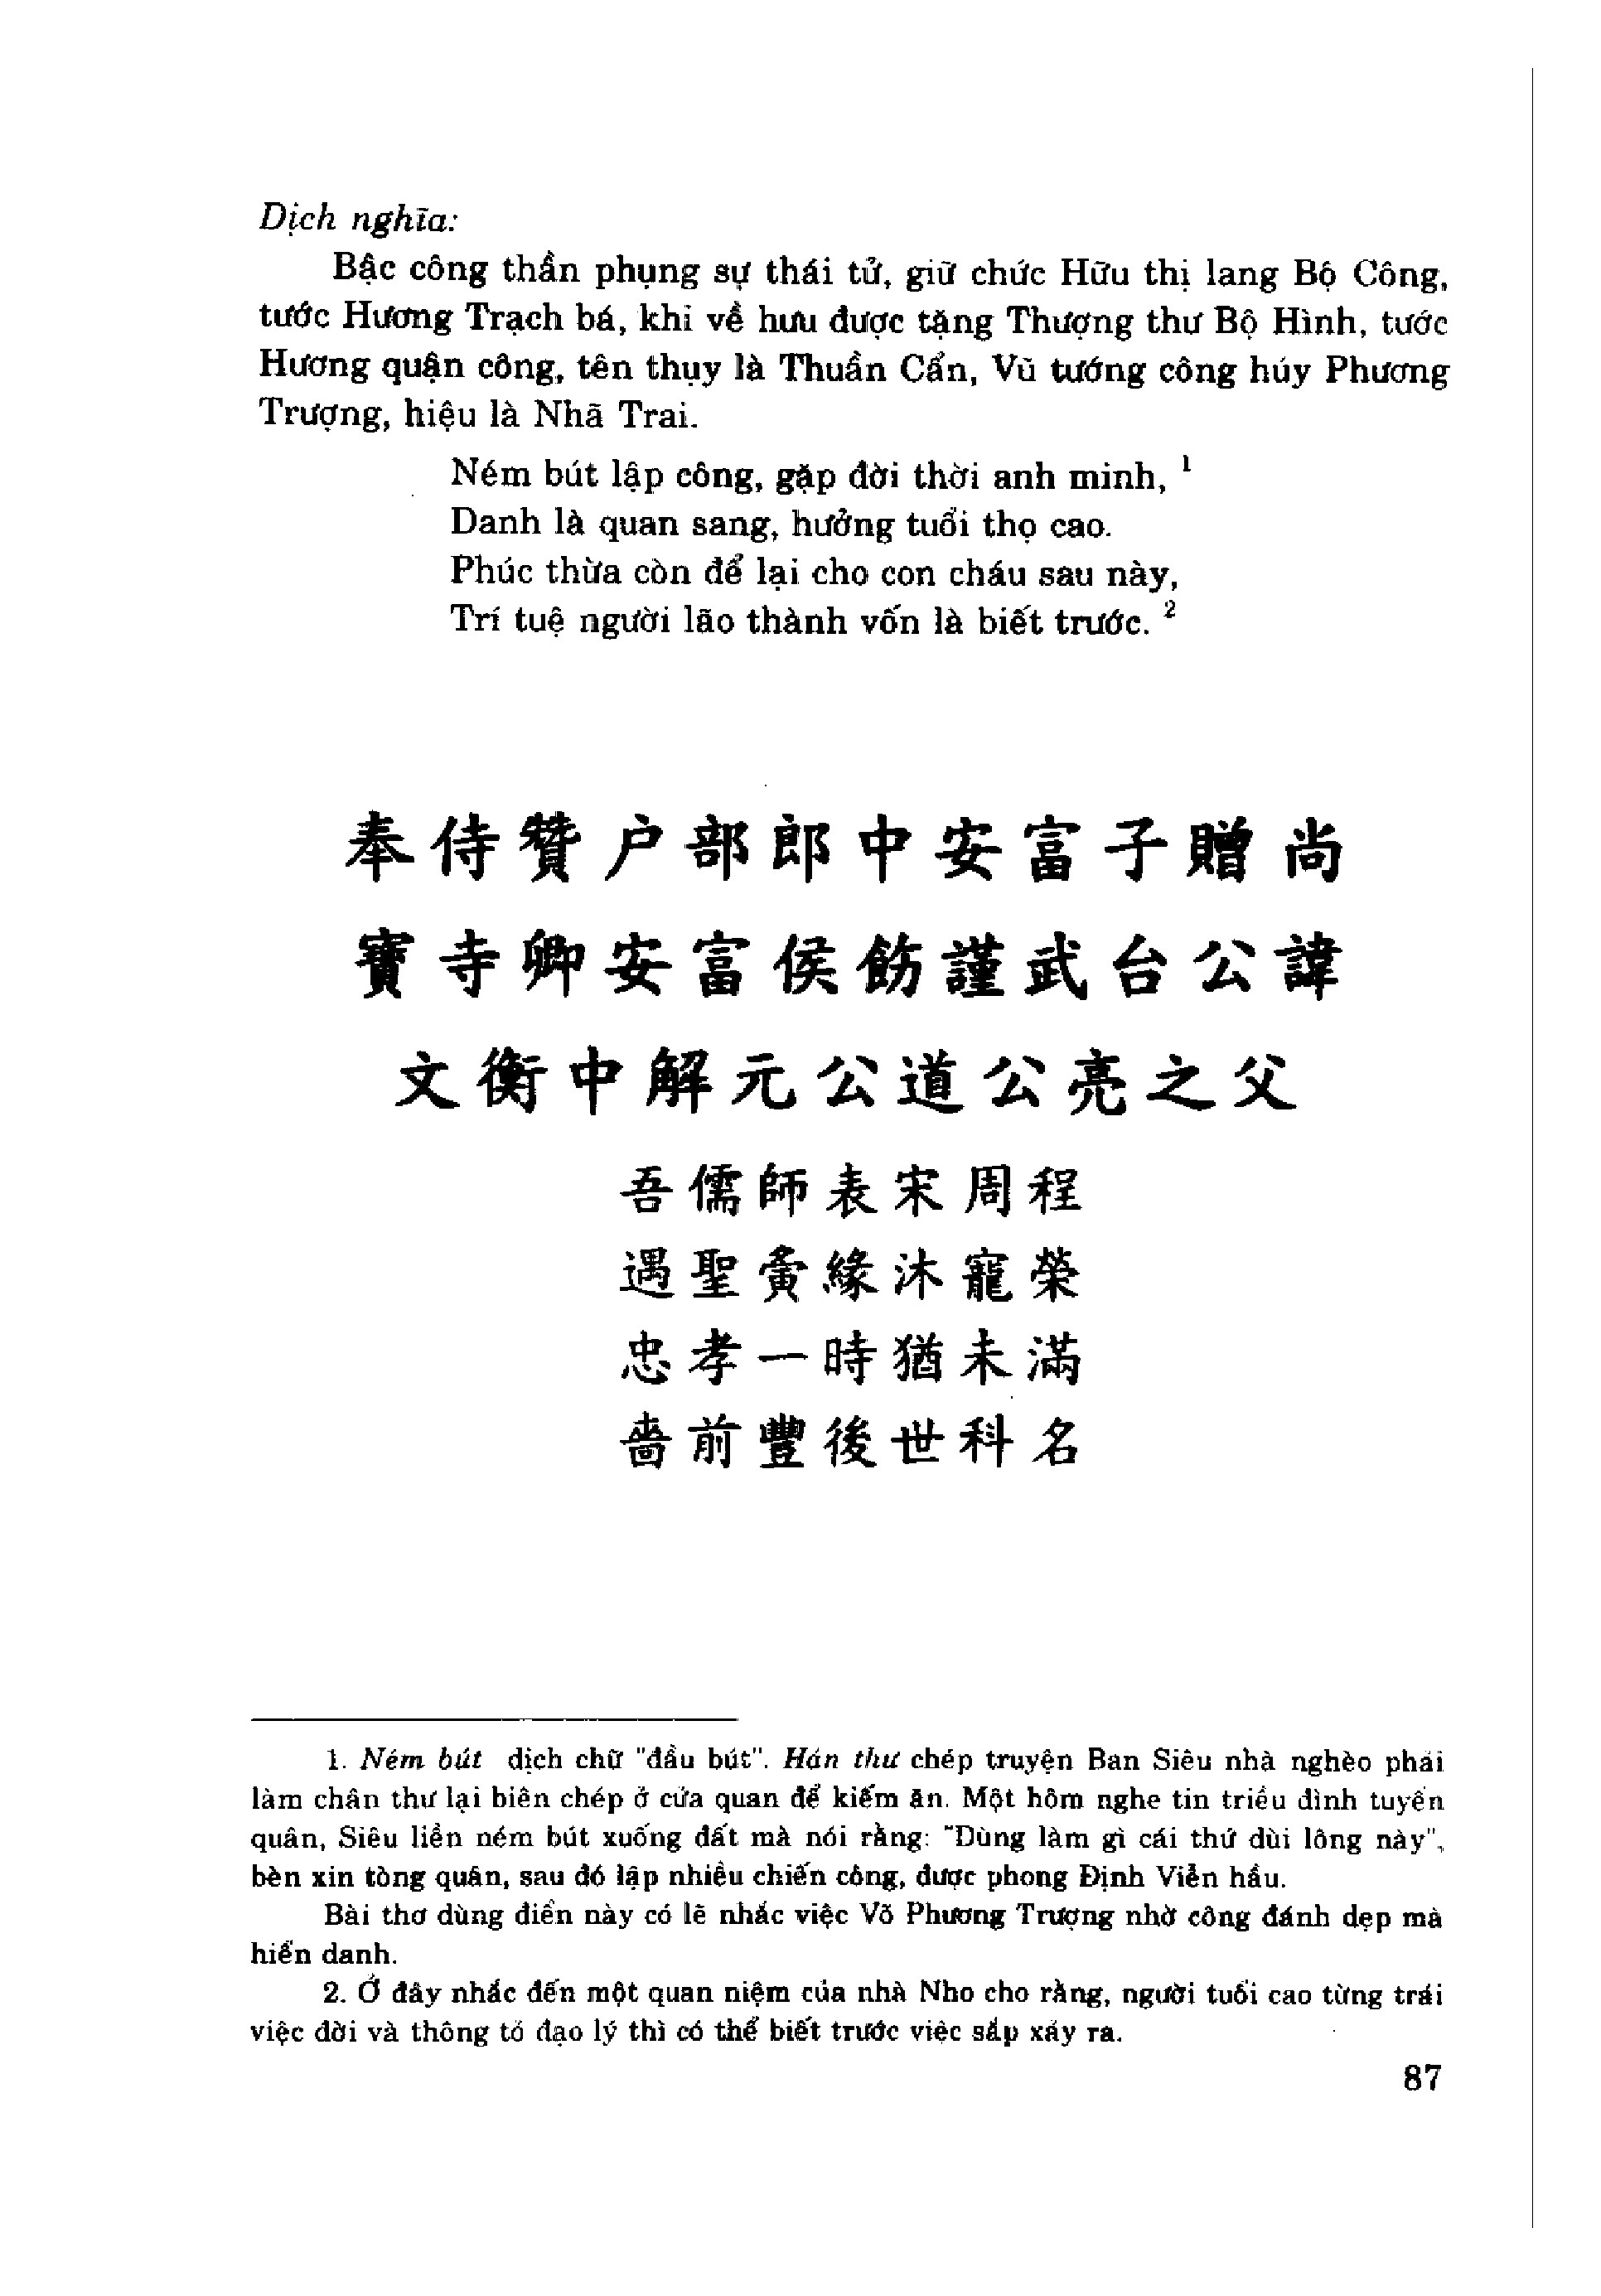 Dịch nghĩa:
Bậc công thần phụng sự thái tử, giữ chức Hữu thị lang Bộ Công,
tước Hương Trạch bá, khi về hưu được tặng Thượng thư Bộ Hình, tước
Hương quận công, tên thụy là Thuần Cẩn, Vũ tướng công húy Phương
Trượng, hiệu là Nhã Trai.
Ném bút lập công, gặp đời thời anh minh, 1
Danh là quan sang, hưởng tuổi thọ cao.
Phúc thừa còn để lại cho con cháu sau này,
Trí tuệ người lão thành vốn là biết trước. 2
奉侍贊户部郎中安富子贈尚
寶寺卿安富侯飭謹武台公諱
文衡中解元公道公亮之父
吾儒師表宋周程
遇聖夤緣沐寵榮
忠孝一時猶未滿
嗇前豐後世科名
1. Ném bút dịch chữ "đầu bút". Hán thư chép truyện Ban Siêu nhà nghèo phải
làm chân thư lại biên chép ở cửa quan để kiếm ăn. Một hôm nghe tin triều đình tuyển
quân, Siêu liền ném bút xuống đất mà nói rằng: "Dùng làm gì cái thứ dùi lông này",
bèn xin tòng quân, sau đó lập nhiều chiến công, được phong Định Viễn hầu.
Bài thơ dùng điển này có lẽ nhắc việc Võ Phương Trượng nhờ công đánh dẹp mà
hiển danh.
2. Ở đây nhắc đến một quan niệm của nhà Nho cho rằng, người tuổi cao từng trải
việc đời và thông tỏ đạo lý thì có thể biết trước việc sắp xảy ra.
87